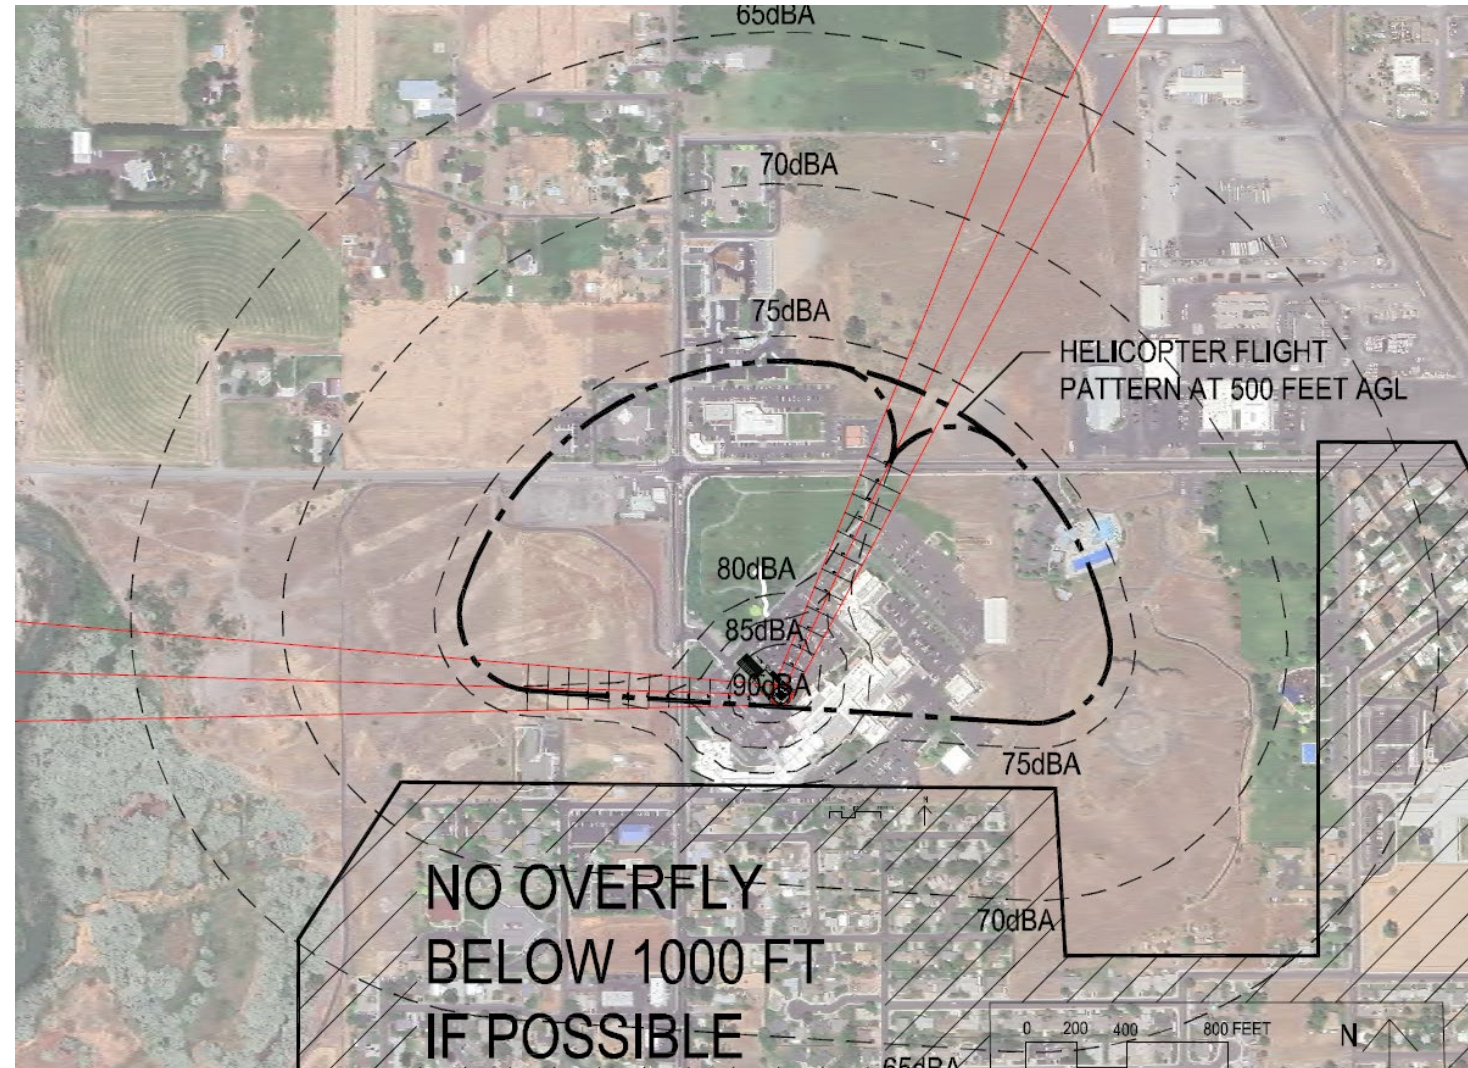 65dBA
70dBA
75dBA
HELICOPTER FLIGHT
PATTERN AT 500 FEET AGL
80dBA
85dBA
90dBA
75dBA
NO OVERFLY
BELOW 1000 FT
IF POSSIBLE
70dBA
0 200 400 800 FEET
N
65dBA